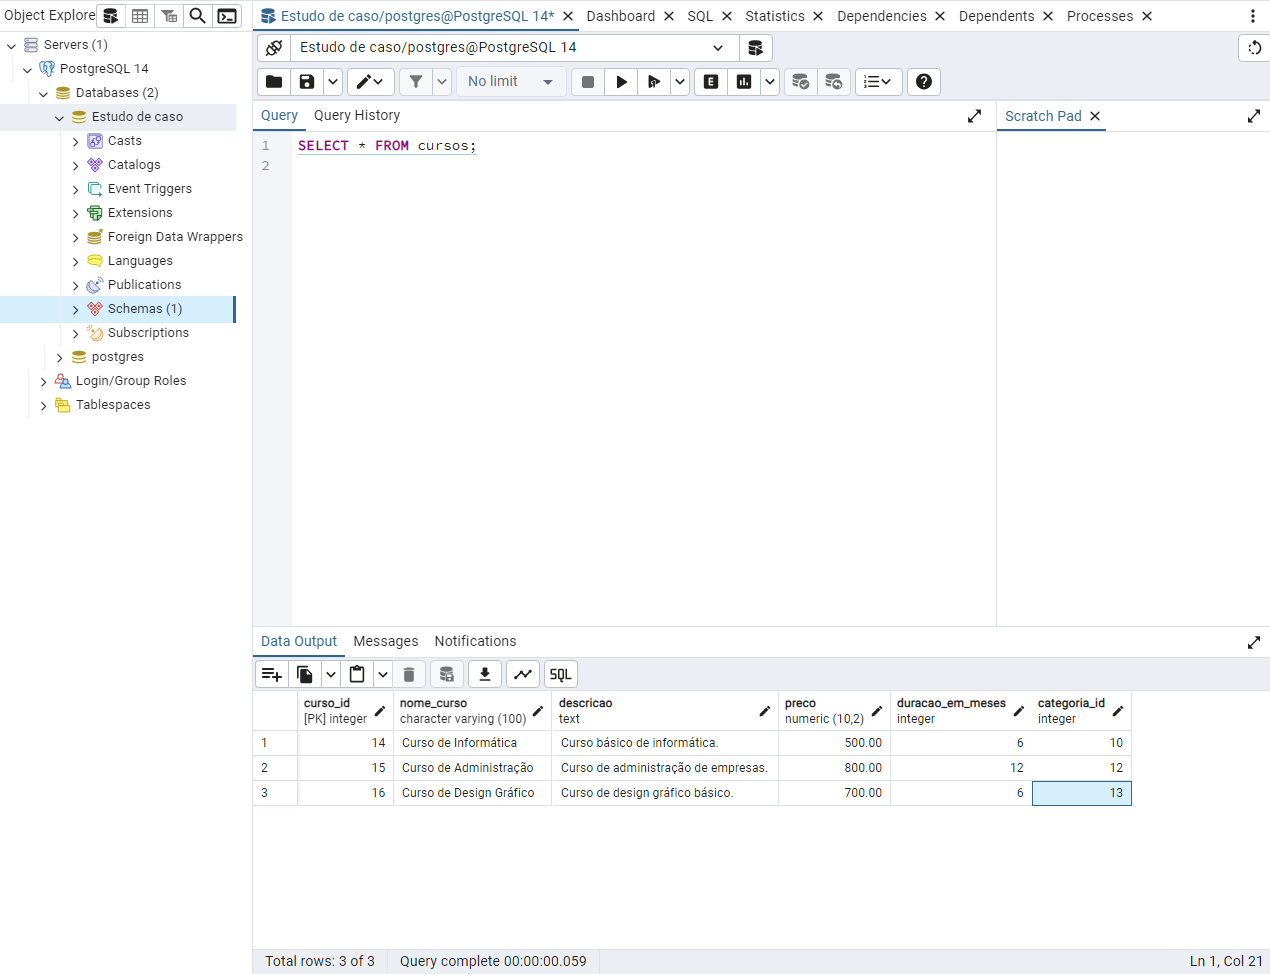 Object Explore
Estudo de caso/postgres@PostgreSQL 14*
Dashboard
SQL
Statistics
Dependencies
Dependents
Processes
Servers (1)
PostgreSQL 14
Databases (2)
Estudo de caso
Casts
Catalogs
Event Triggers
Extensions
Foreign Data Wrappers
Languages
Publications
Schemas (1)
Subscriptions
postgres
Login/Group Roles
Tablespaces
Estudo de caso/postgres@PostgreSQL 14
No limit
E
Query Query History
Scratch Pad
1 SELECT * FROM cursos;
2
Data Output Messages Notifications
SQL
curso_id nome_curso descricao preco duracao_em_meses categoria_id
[PK] integer character varying (100) text numeric (10,2) integer integer
1 14 Curso de Informática Curso básico de informática. 500.00 6 10
2 15 Curso de Administração Curso de administração de empresas. 800.00 12 12
3 16 Curso de Design Gráfico Curso de design gráfico básico. 700.00 6 13
Total rows: 3 of 3 Query complete 00:00:00.059 Ln 1, Col 21